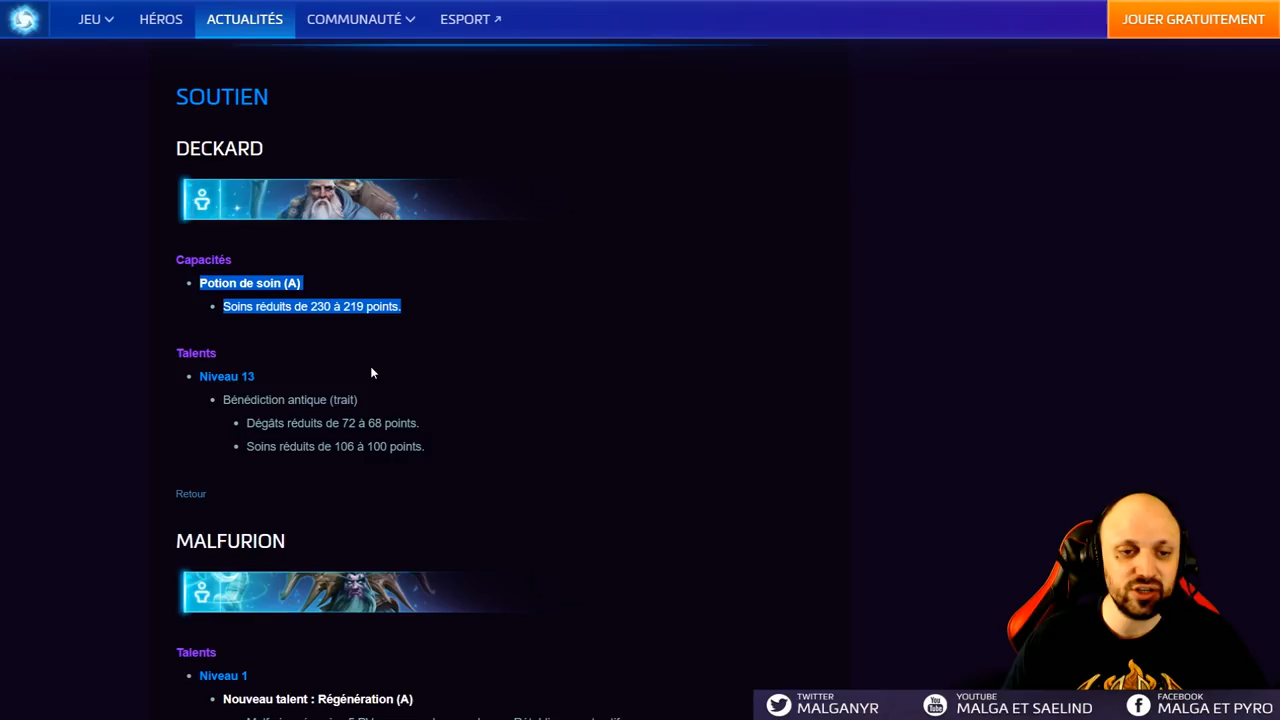 JEU HÉROS ACTUALITÉS COMMUNAUTÉ ESPORT JOUER GRATUITEMENT
SOUTIEN
DECKARD
Capacités
Potion de soin (A)
Soins réduits de 230 à 219 points.
Talents
Niveau 13
Bénédiction antique (trait)
Dégâts réduits de 72 à 68 points.
Soins réduits de 106 à 100 points.
Retour
MALFURION
Talents
Niveau 1
Nouveau talent : Régénération (A)
TWITTER
MALGANYR
YOUTUBE
MALGA ET SAELIND
FACEBOOK
MALGA ET PYRO